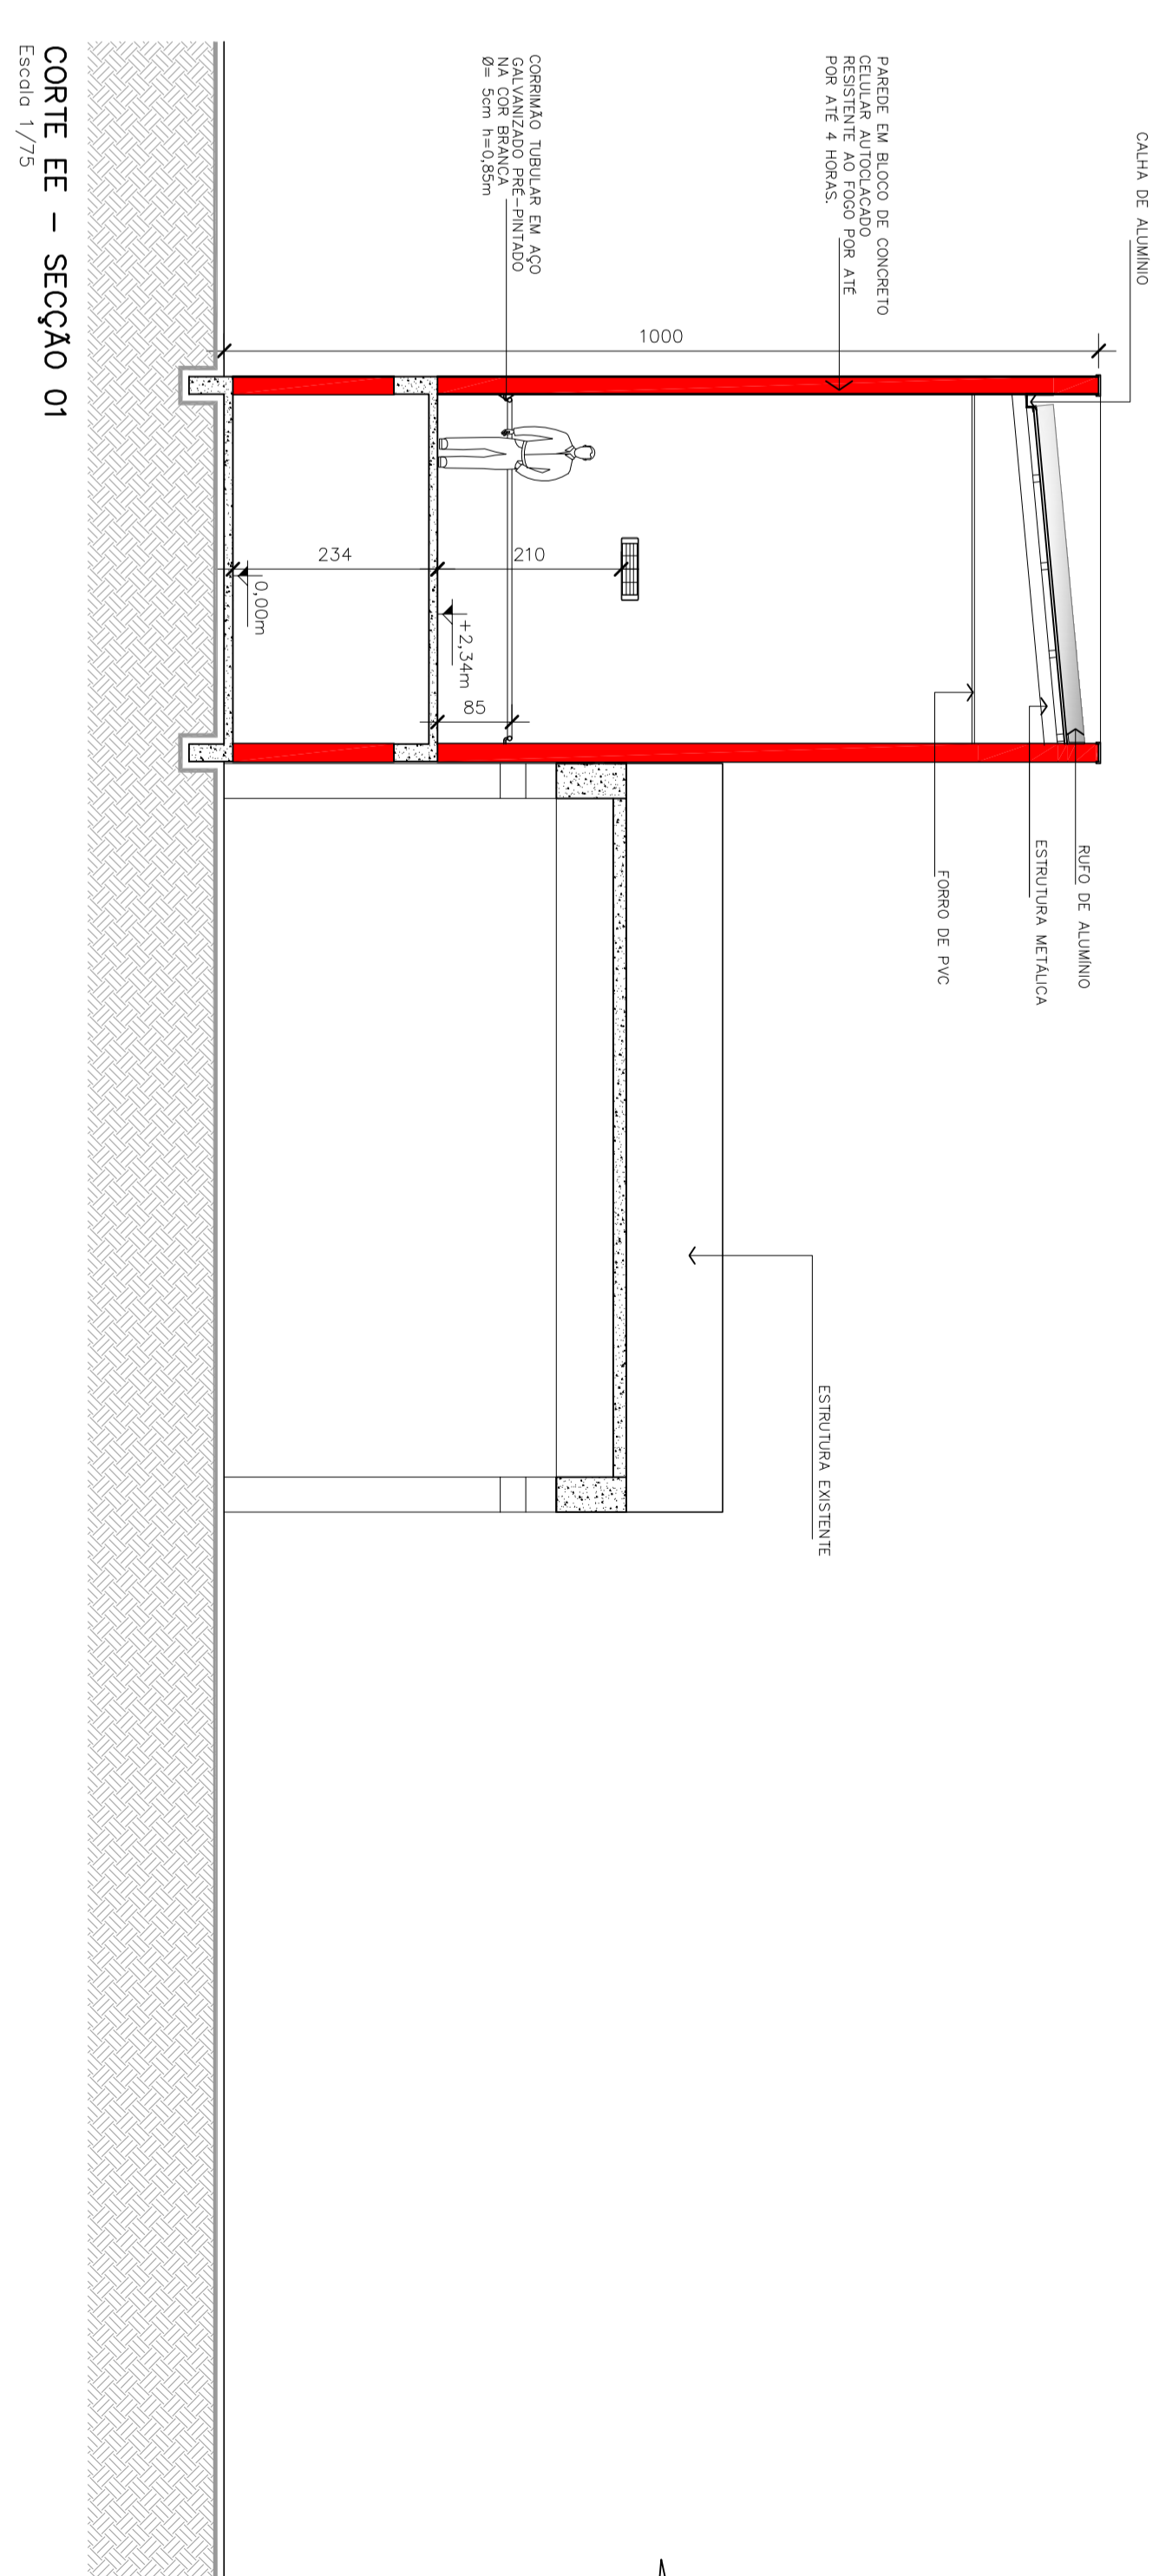 CALHA DE ALUMÍNIO
PAREDE EM BLOCO DE CONCRETO
CELULAR AUTOCLACADO
RESISTENTE AO FOGO POR ATÉ
POR ATÉ 4 HORAS.
CORRIMÃO TUBULAR EM AÇO
GALVANIZADO PRÉ-PINTADO
NA COR BRANCA
Ø= 5cm h=0,85m
1000
234
210
85
0,00m
+2,34m
RUFO DE ALUMÍNIO
ESTRUTURA METÁLICA
FORRO DE PVC
ESTRUTURA EXISTENTE
CORTE EE - SECÇÃO 01
Escala 1/75